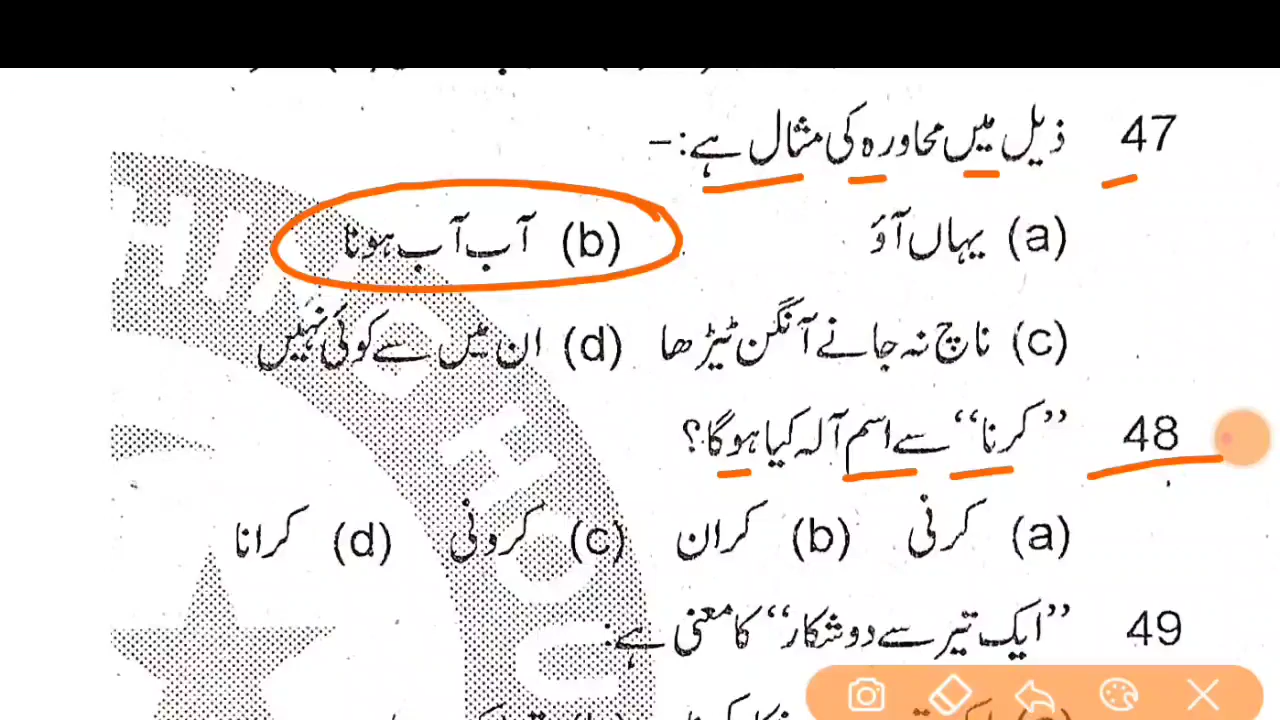 47 ذیل میں محاورہ کی مثال ہے:–
(a) یہاں آؤ (b) آب آب ہونا
(c) ناچ نہ جانے آنگن ٹیڑھا (d) ان میں سے کوئی نہیں
48 ”کرنا“ سے اسم آلہ کیا ہوگا؟
(a) کرنی (b) کران (c) کرونی (d) کرانا
49 ”ایک تیر سے دو شکار“ کا معنی ہے: